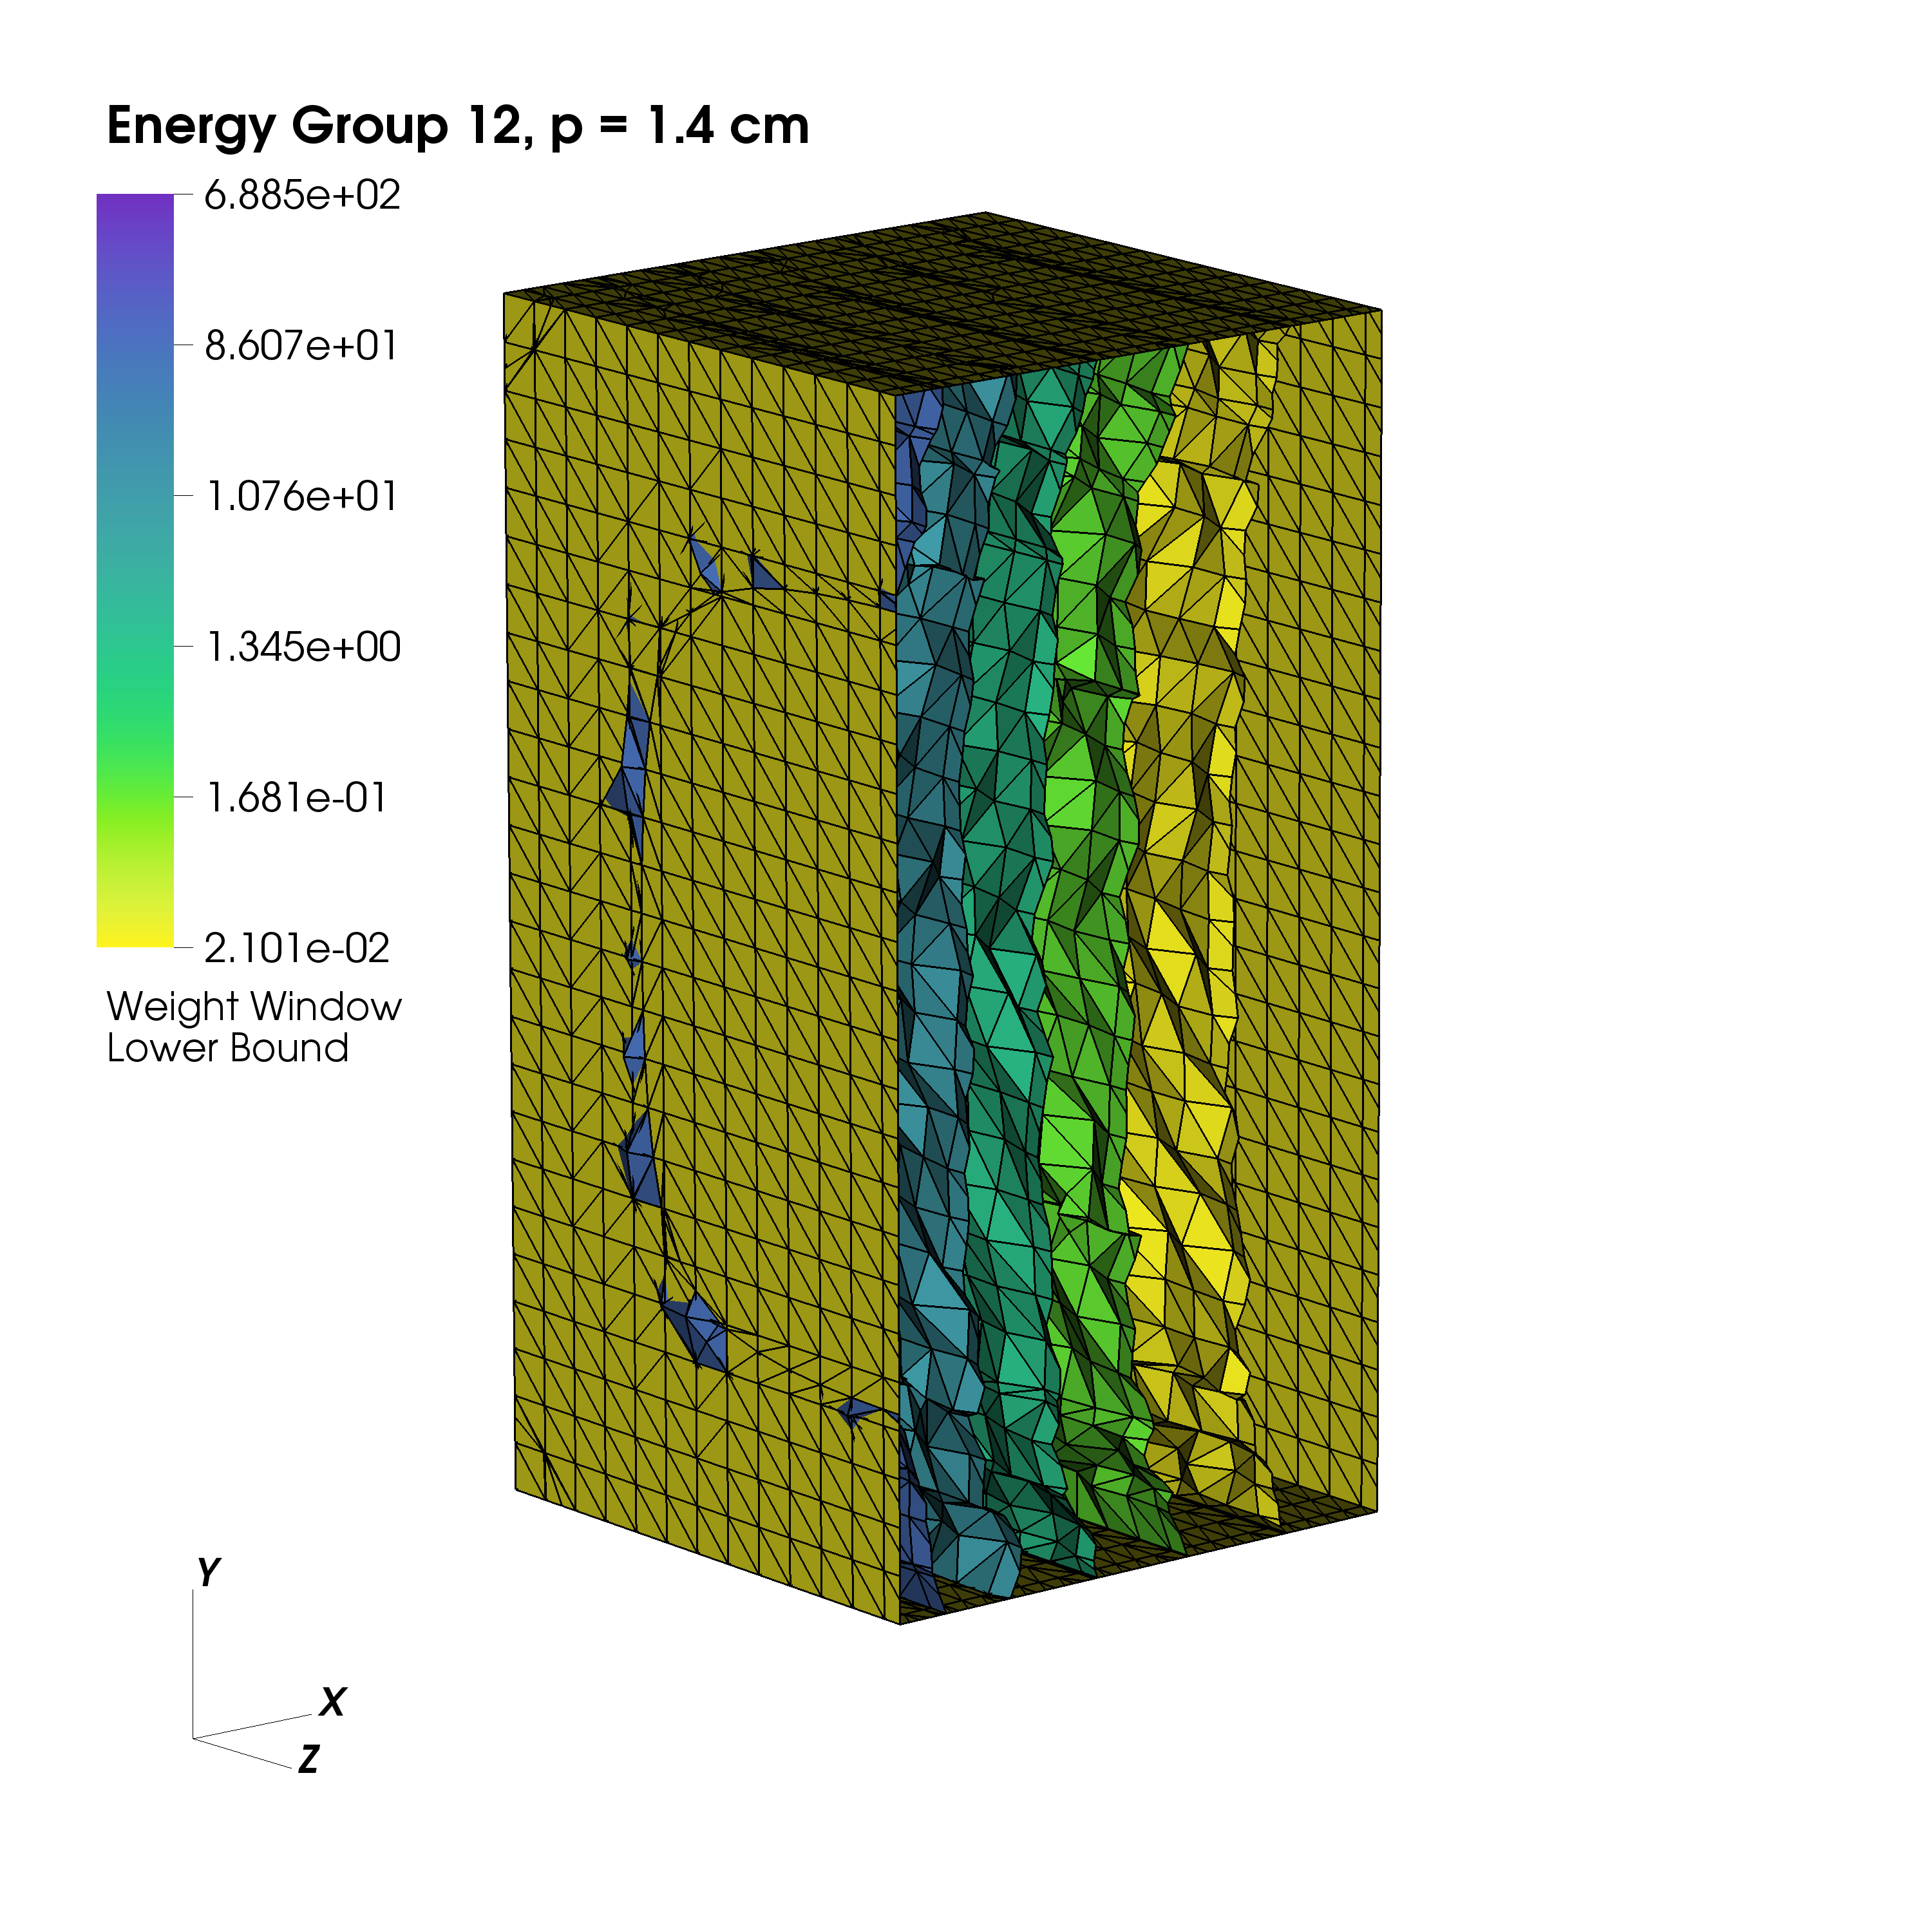 Energy Group 12, p = 1.4 cm
6.885e+02
8.607e+01
1.076e+01
1.345e+00
1.681e-01
2.101e-02
Weight Window
Lower Bound
Y
X
Z